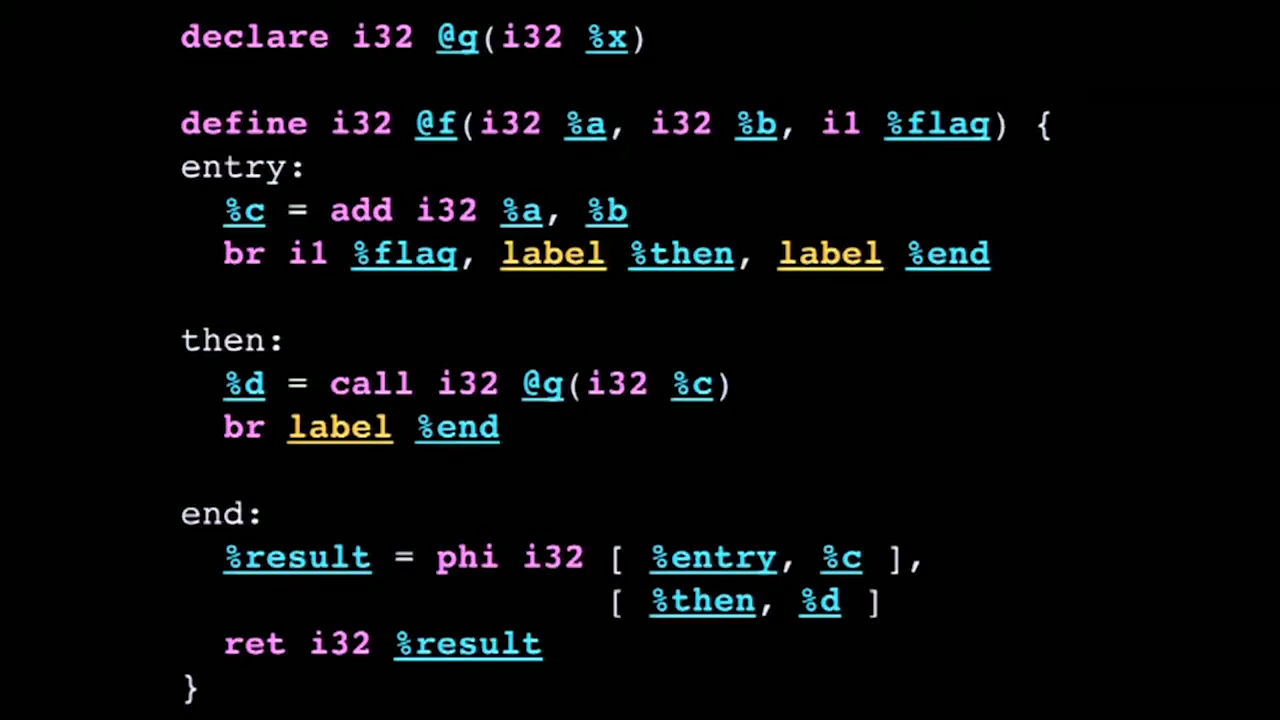 declare i32 @g(i32 %x)
define i32 @f(i32 %a, i32 %b, i1 %flag) {
entry:
%c = add i32 %a, %b
br i1 %flag, label %then, label %end
then:
%d = call i32 @g(i32 %c)
br label %end
end:
%result = phi i32 [ %entry, %c ],
[ %then, %d ]
ret i32 %result
}